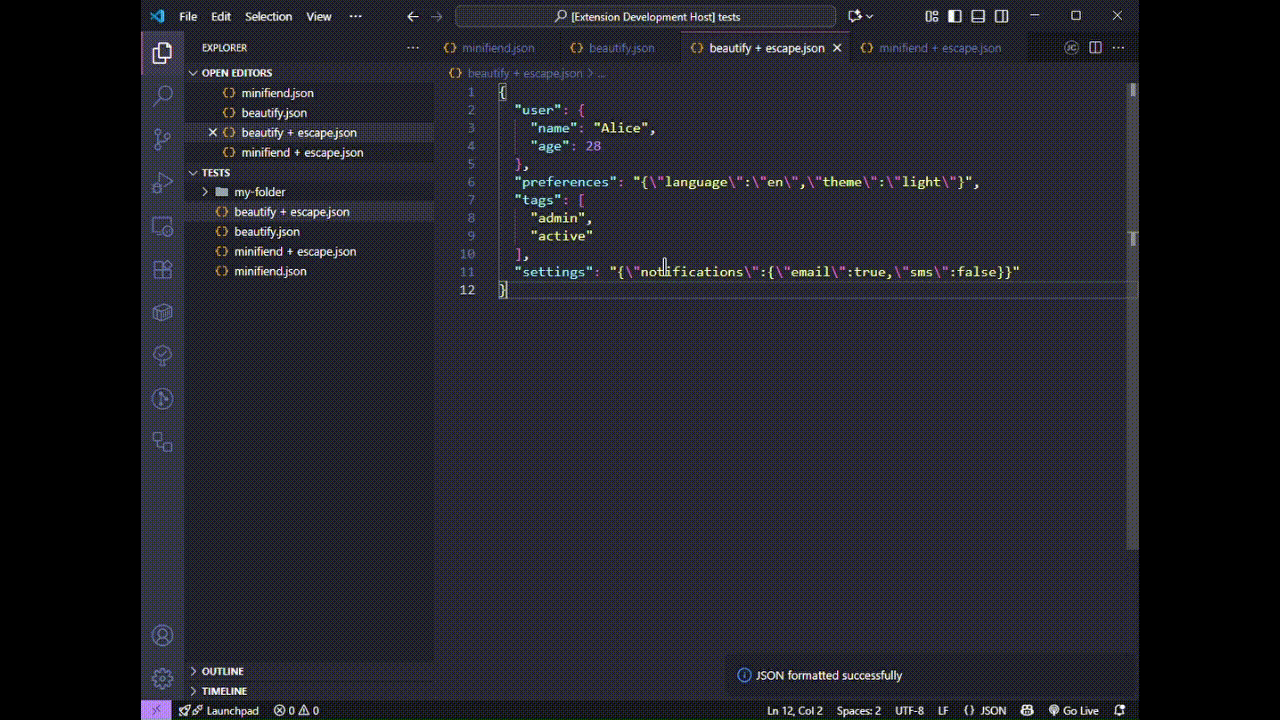 File Edit Selection View ··· [Extension Development Host] tests
EXPLORER ···
OPEN EDITORS
{} minifiend.json
{} beautify.json
{} beautify + escape.json
{} minifiend + escape.json
TESTS
my-folder
{} beautify + escape.json
{} beautify.json
{} minifiend + escape.json
{} minifiend.json
OUTLINE
TIMELINE
{} minifiend.json {} beautify.json {} beautify + escape.json {} minifiend + escape.json JC ···
{} beautify + escape.json > ...
1 {
2 "user": {
3 "name": "Alice",
4 "age": 28
5 },
6 "preferences": "{\"language\":\"en\",\"theme\":\"light\"}",
7 "tags": [
8 "admin",
9 "active"
10 ],
11 "settings": "{\"notifications\":{\"email\":true,\"sms\":false}}"
12 }
JSON formatted successfully
Launchpad 0 0 Ln 12, Col 2 Spaces: 2 UTF-8 LF {} JSON Go Live